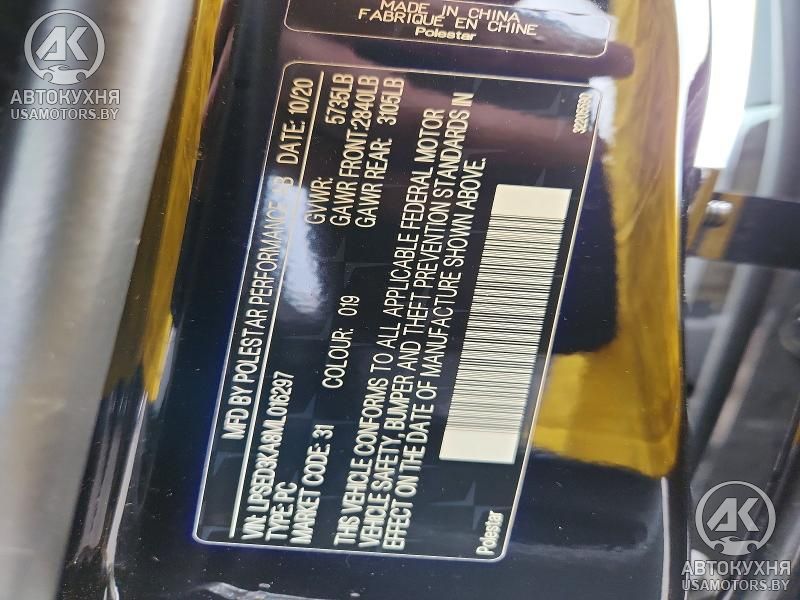 MADE IN CHINA
FABRIQUÉ EN CHINE
Polestar
MFD BY POLESTAR PERFORMANCE AB DATE: 10/20
GVWR: 5735LB
GAWR FRONT: 2840LB
GAWR REAR: 3105LB
VIN: LPSED3KA8ML016297
TYPE: PC
MARKET CODE: 31 COLOUR: 019
THIS VEHICLE CONFORMS TO ALL APPLICABLE FEDERAL MOTOR
VEHICLE SAFETY, BUMPER AND THEFT PREVENTION STANDARDS IN
EFFECT ON THE DATE OF MANUFACTURE SHOWN ABOVE.
Polestar
АК
АВТОКУХНЯ
USAMOTORS.BY
АК
АВТОКУХНЯ
USAMOTORS.BY